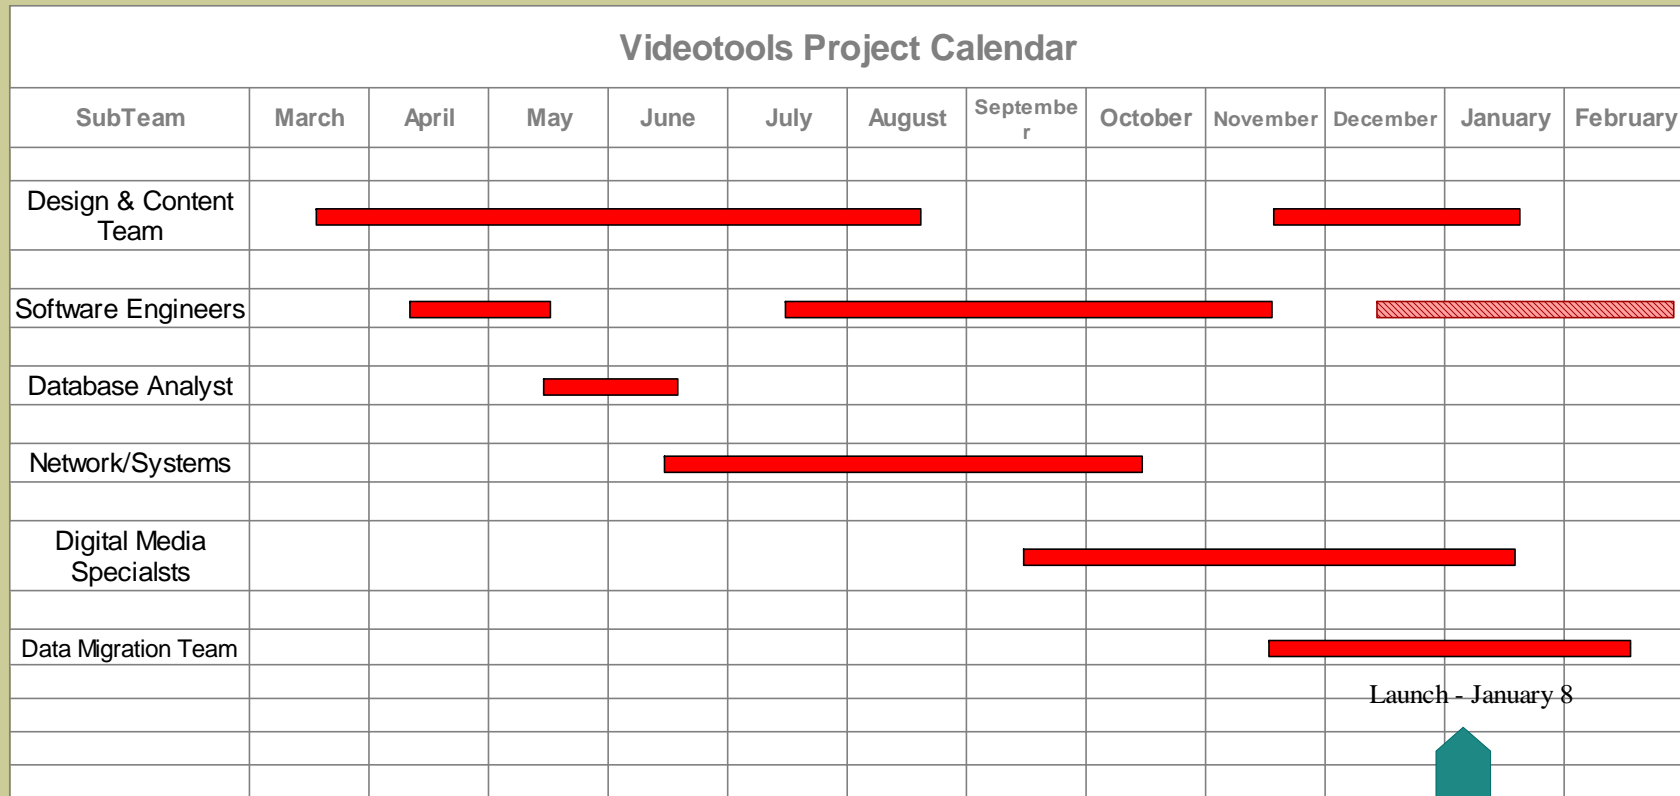 Videotools Project Calendar
SubTeam March April May June July August Septembe October November December January February
r
Design & Content
Team
Software Engineers
Database Analyst
Network/Systems
Digital Media
Specialsts
Data Migration Team
Launch - January 8